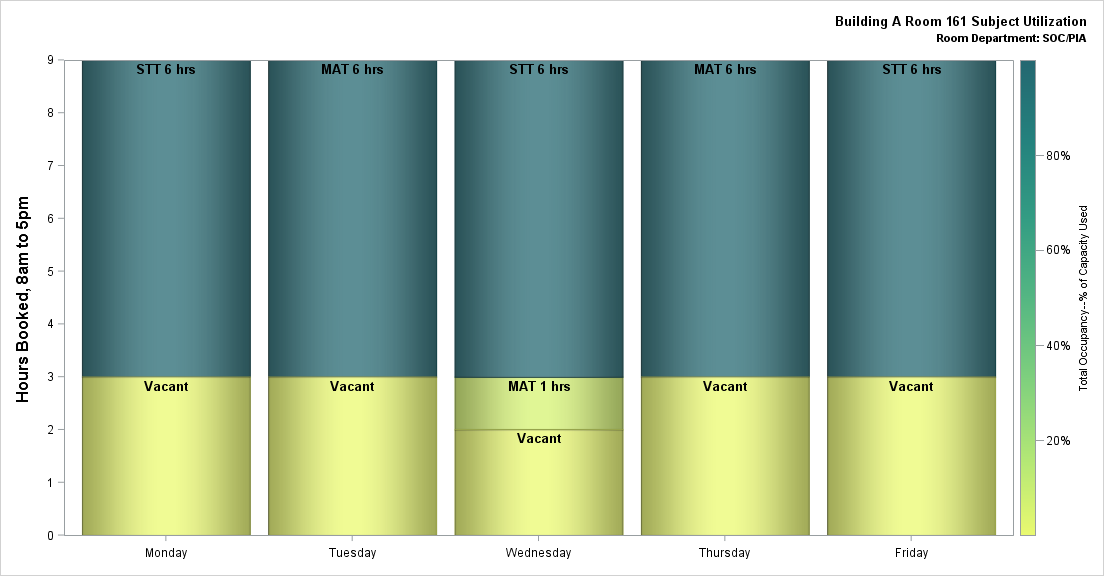 Building A Room 161 Subject Utilization
Room Department: SOC/PIA
Hours Booked, 8am to 5pm
9
8
7
6
5
4
3
2
1
0
STT 6 hrs
MAT 6 hrs
STT 6 hrs
MAT 6 hrs
STT 6 hrs
Vacant
Vacant
MAT 1 hrs
Vacant
Vacant
Vacant
Monday
Tuesday
Wednesday
Thursday
Friday
80%
60%
40%
20%
Total Occupancy--% of Capacity Used